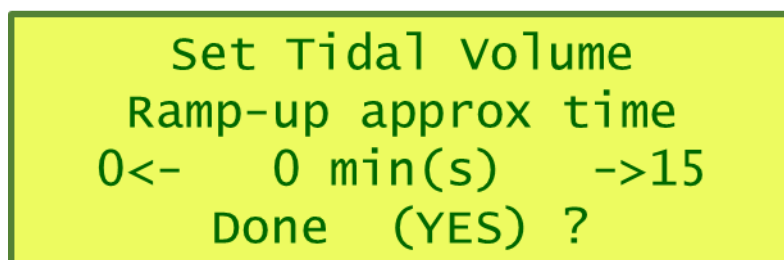 Set Tidal Volume
Ramp-up approx time
0<- 0 min(s) ->15
Done (YES) ?